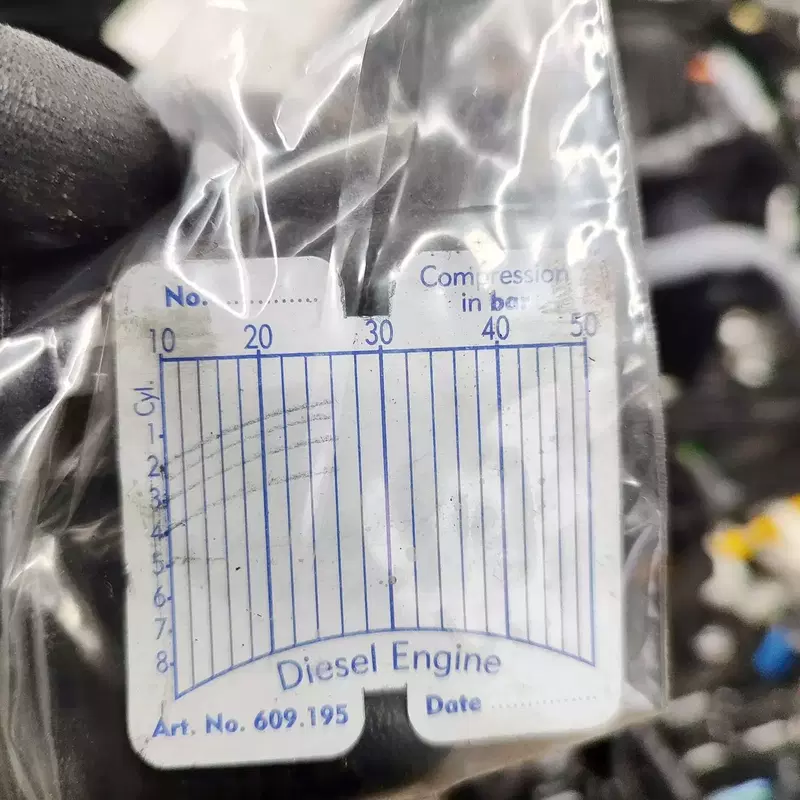 No. ..............
Compression
in bar
10 20 30 40 50
Cyl.
1
2
3
4
5
6
7
8
Diesel Engine
Art. No. 609.195
Date ..............